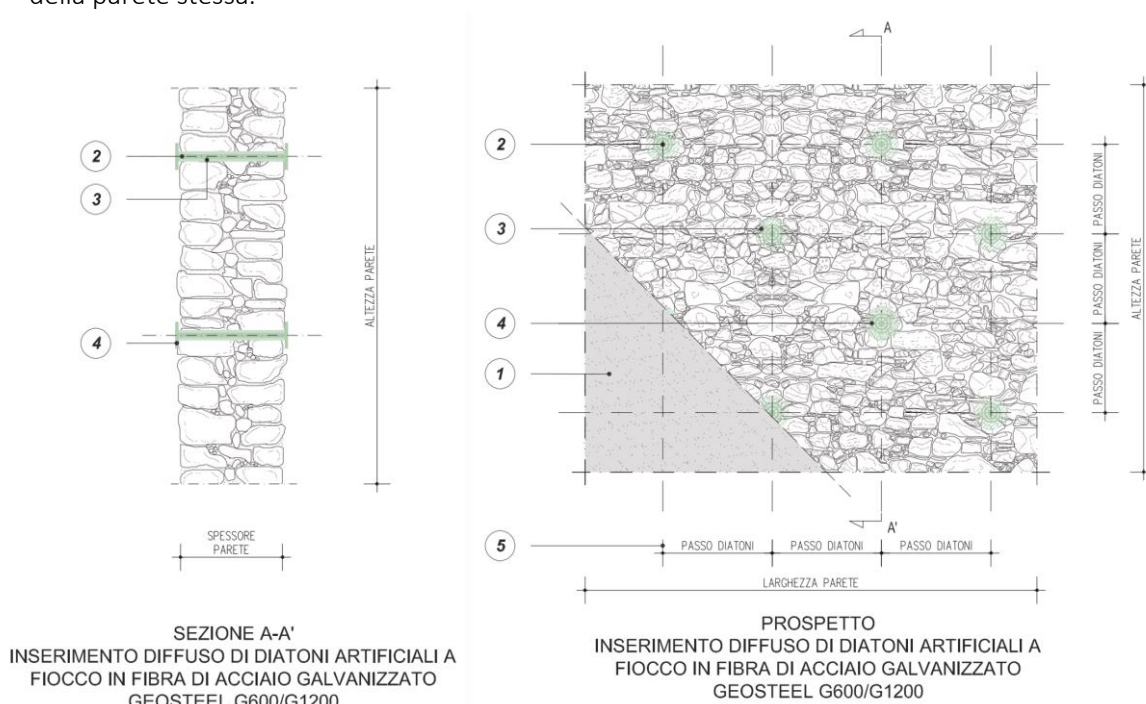 della parete stessa.
2
3
4
ALTEZZA PARETE
SPESSORE
PARETE
SEZIONE A-A'
INSERIMENTO DIFFUSO DI DIATONI ARTIFICIALI A
FIOCCO IN FIBRA DI ACCIAIO GALVANIZZATO
GEOSTEEL G600/G1200
A
2
3
4
1
5
PASSO DIATONI
PASSO DIATONI
PASSO DIATONI
ALTEZZA PARETE
A'
PASSO DIATONI PASSO DIATONI PASSO DIATONI
LARGHEZZA PARETE
PROSPETTO
INSERIMENTO DIFFUSO DI DIATONI ARTIFICIALI A
FIOCCO IN FIBRA DI ACCIAIO GALVANIZZATO
GEOSTEEL G600/G1200